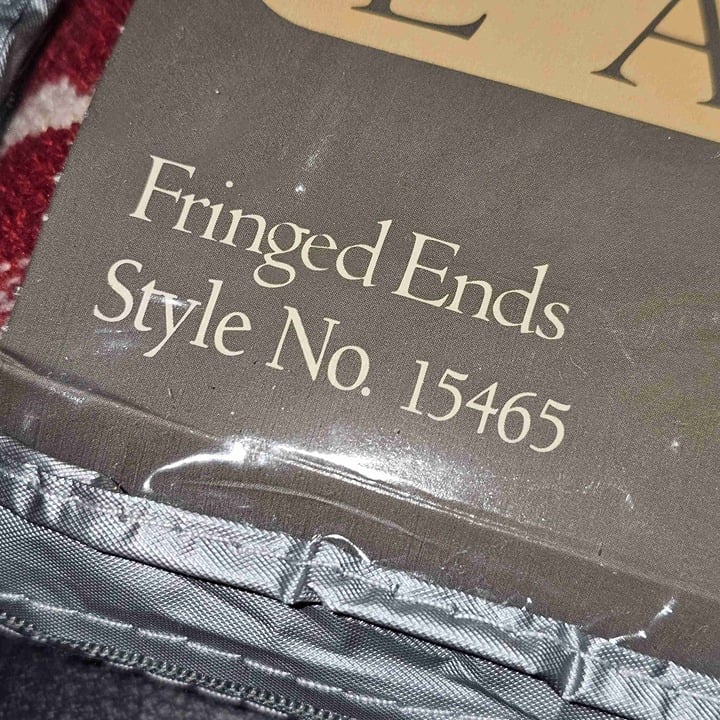 L A
Fringed Ends
Style No. 15465